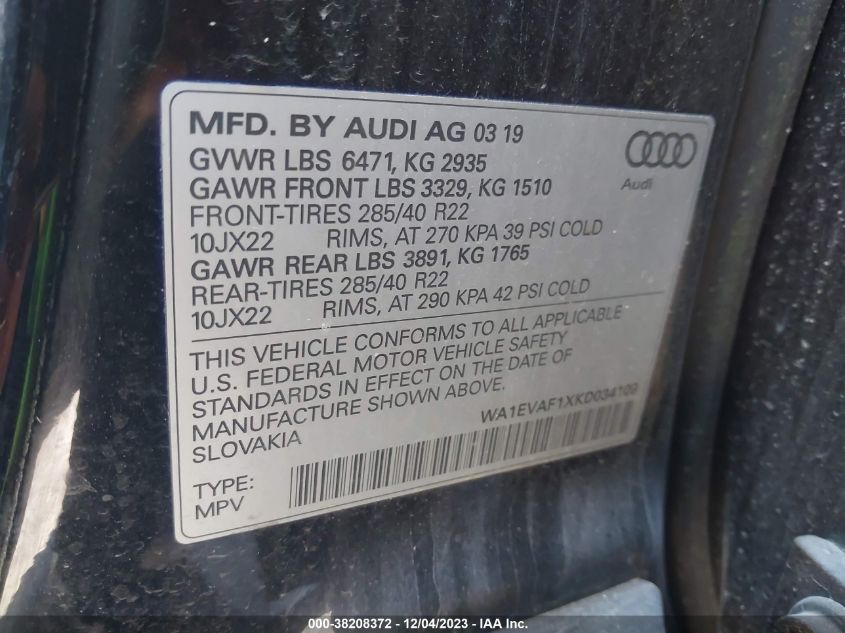 MFD. BY AUDI AG 03 19
GVWR LBS 6471, KG 2935
GAWR FRONT LBS 3329, KG 1510
FRONT-TIRES 285/40 R22
10JX22 RIMS, AT 270 KPA 39 PSI COLD
GAWR REAR LBS 3891, KG 1765
REAR-TIRES 285/40 R22
10JX22 RIMS, AT 290 KPA 42 PSI COLD
Audi
THIS VEHICLE CONFORMS TO ALL APPLICABLE
U.S. FEDERAL MOTOR VEHICLE SAFETY
STANDARDS IN EFFECT ON THE DATE OF
MANUFACTURE SHOWN ABOVE.
SLOVAKIA
WA1EVAF1XKD034109
TYPE:
MPV
000-38208372 - 12/04/2023 - IAA Inc.